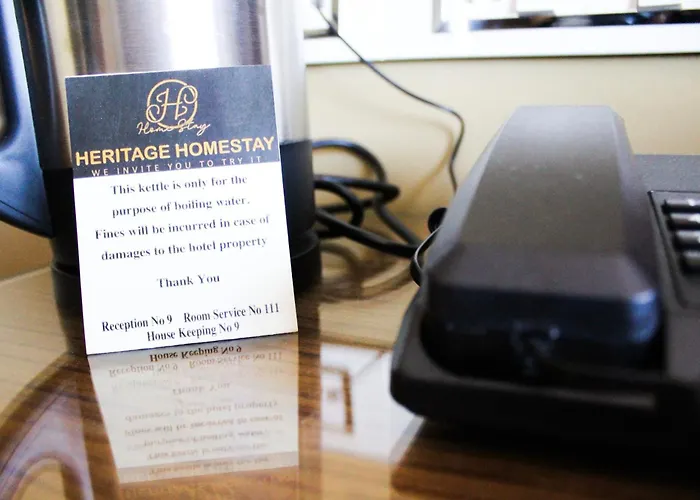 HS
Home Stay
HERITAGE HOMESTAY
WE INVITE YOU TO TRY IT
This kettle is only for the
purpose of boiling water.
Fines will be incurred in case of
damages to the hotel property
Thank You
Reception No 9 Room Service No 111
House Keeping No 9